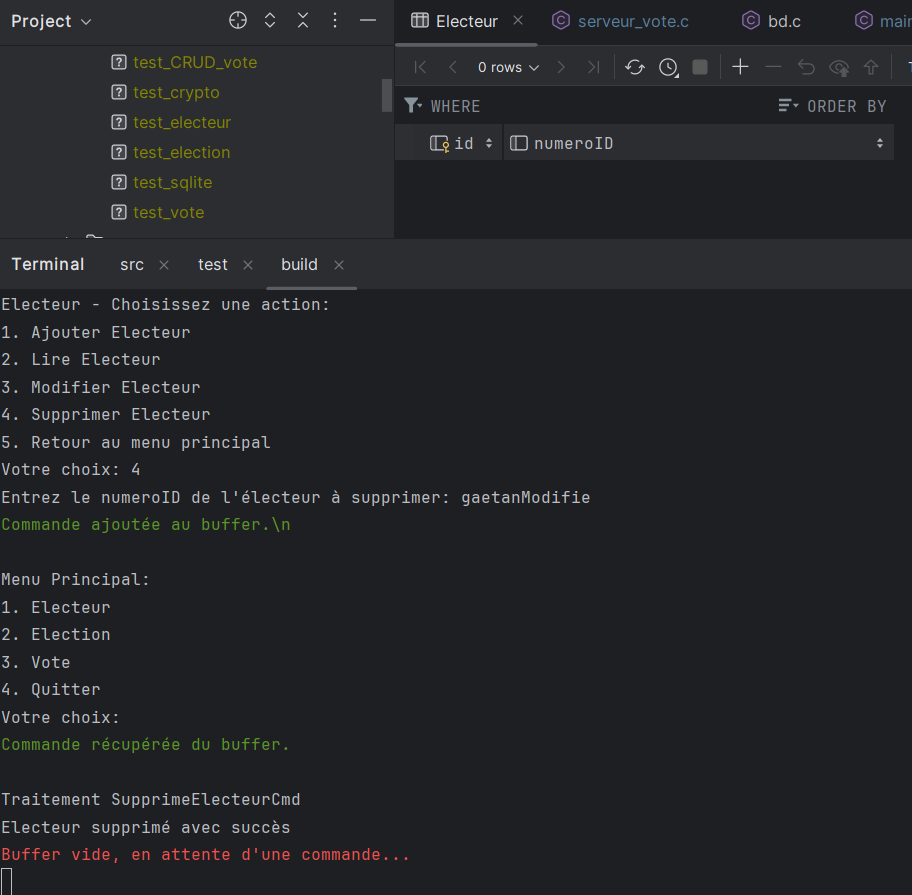 Project
Electeur
serveur_vote.c
bd.c
test_CRUD_vote
test_crypto
test_electeur
test_election
test_sqlite
test_vote
0 rows
WHERE
ORDER BY
id
numeroID
Terminal
src
test
build
Electeur - Choisissez une action:
1. Ajouter Electeur
2. Lire Electeur
3. Modifier Electeur
4. Supprimer Electeur
5. Retour au menu principal
Votre choix: 4
Entrez le numeroID de l'électeur à supprimer: gaetanModifie
Commande ajoutée au buffer.\n
Menu Principal:
1. Electeur
2. Election
3. Vote
4. Quitter
Votre choix:
Commande récupérée du buffer.
Traitement SupprimeElecteurCmd
Electeur supprimé avec succès
Buffer vide, en attente d'une commande...